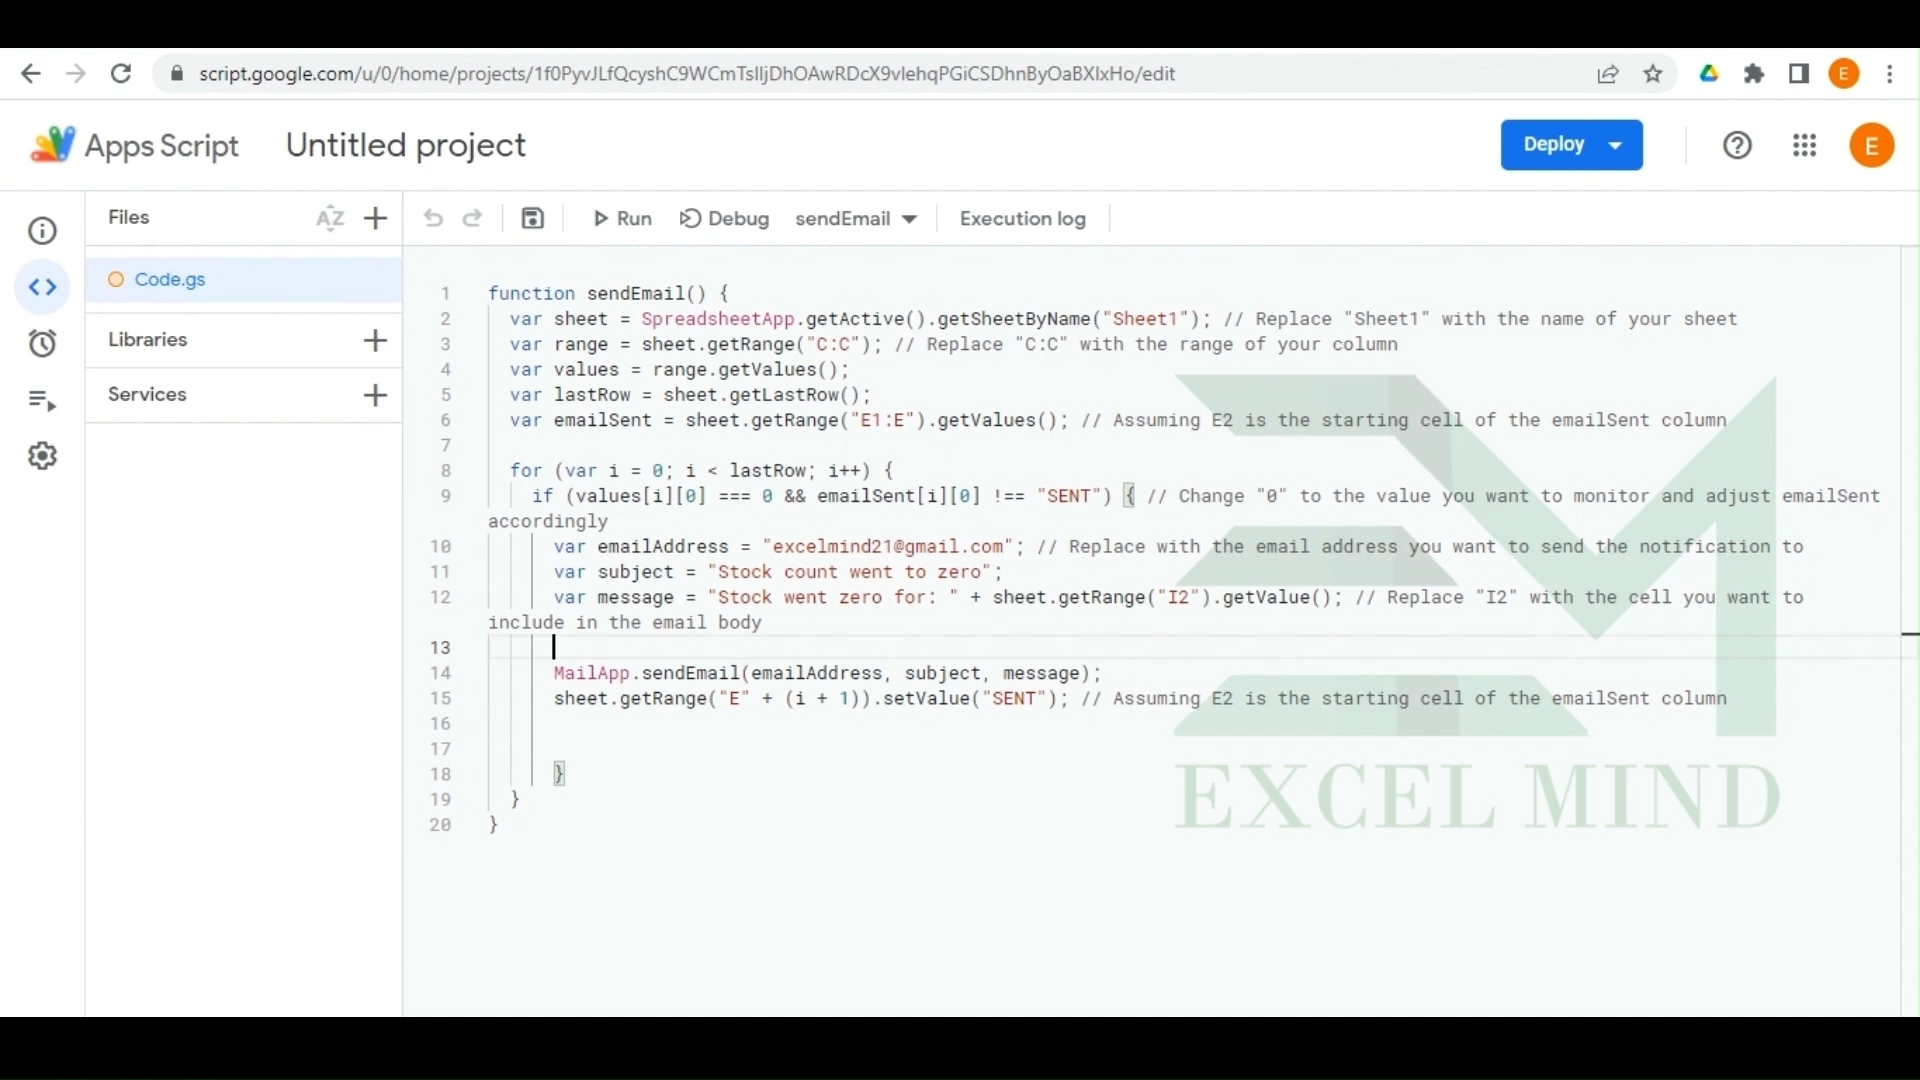 script.google.com/u/0/home/projects/1f0PyvJLfQcyshC9WCmTslljDhOAwRDcX9vlehqPGiCSDhnByOaBXlxHo/edit
E
Apps Script
Untitled project
Deploy
E
Files
AZ
Run
Debug
sendEmail
Execution log
Code.gs
Libraries
Services
1 function sendEmail() {
2 var sheet = SpreadsheetApp.getActive().getSheetByName("Sheet1"); // Replace "Sheet1" with the name of your sheet
3 var range = sheet.getRange("C:C"); // Replace "C:C" with the range of your column
4 var values = range.getValues();
5 var lastRow = sheet.getLastRow();
6 var emailSent = sheet.getRange("E1:E").getValues(); // Assuming E2 is the starting cell of the emailSent column
7
8 for (var i = 0; i < lastRow; i++) {
9 if (values[i][0] === 0 && emailSent[i][0] !== "SENT") { // Change "0" to the value you want to monitor and adjust emailSent
accordingly
10 var emailAddress = "excelmind21@gmail.com"; // Replace with the email address you want to send the notification to
11 var subject = "Stock count went to zero";
12 var message = "Stock went zero for: " + sheet.getRange("I2").getValue(); // Replace "I2" with the cell you want to
include in the email body
13
14 MailApp.sendEmail(emailAddress, subject, message);
15 sheet.getRange("E" + (i + 1)).setValue("SENT"); // Assuming E2 is the starting cell of the emailSent column
16
17
18 }
19 }
20 }
EXCEL MIND